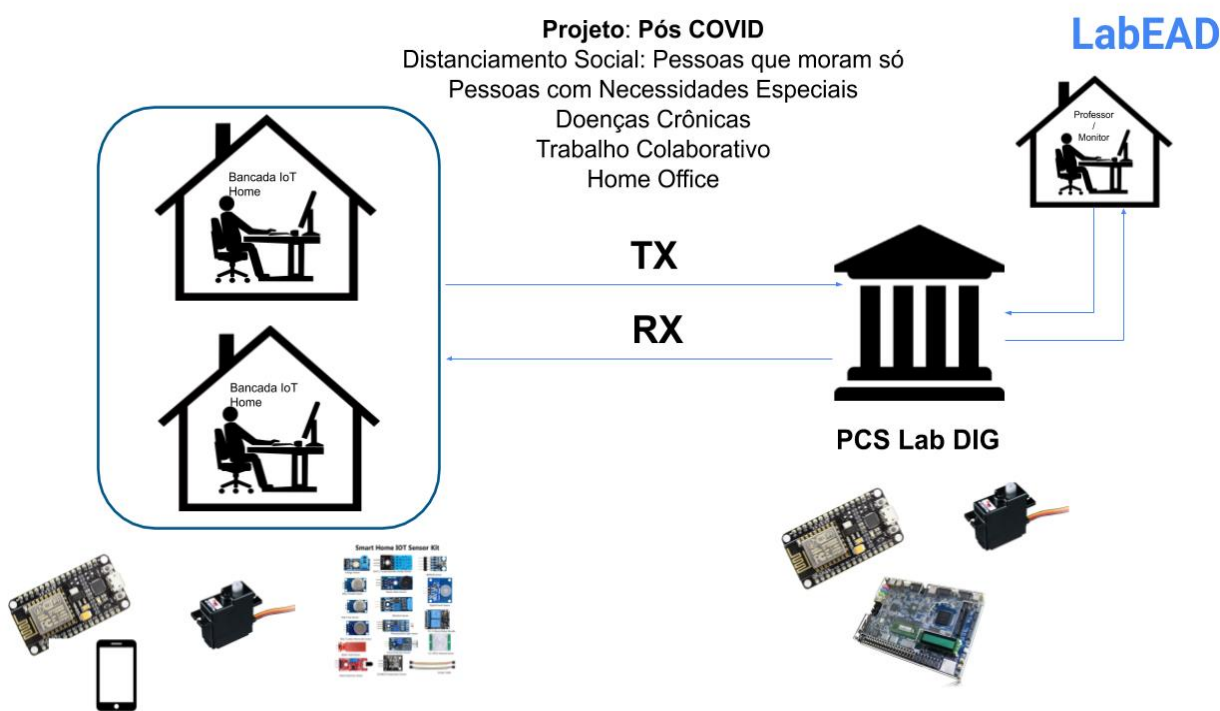 Projeto: Pós COVID
Distanciamento Social: Pessoas que moram só
Pessoas com Necessidades Especiais
Doenças Crônicas
Trabalho Colaborativo
Home Office
LabEAD
Professor
/
Monitor
Bancada IoT
Home
TX
RX
Bancada IoT
Home
PCS Lab DIG
Smart Home IOT Sensor Kit